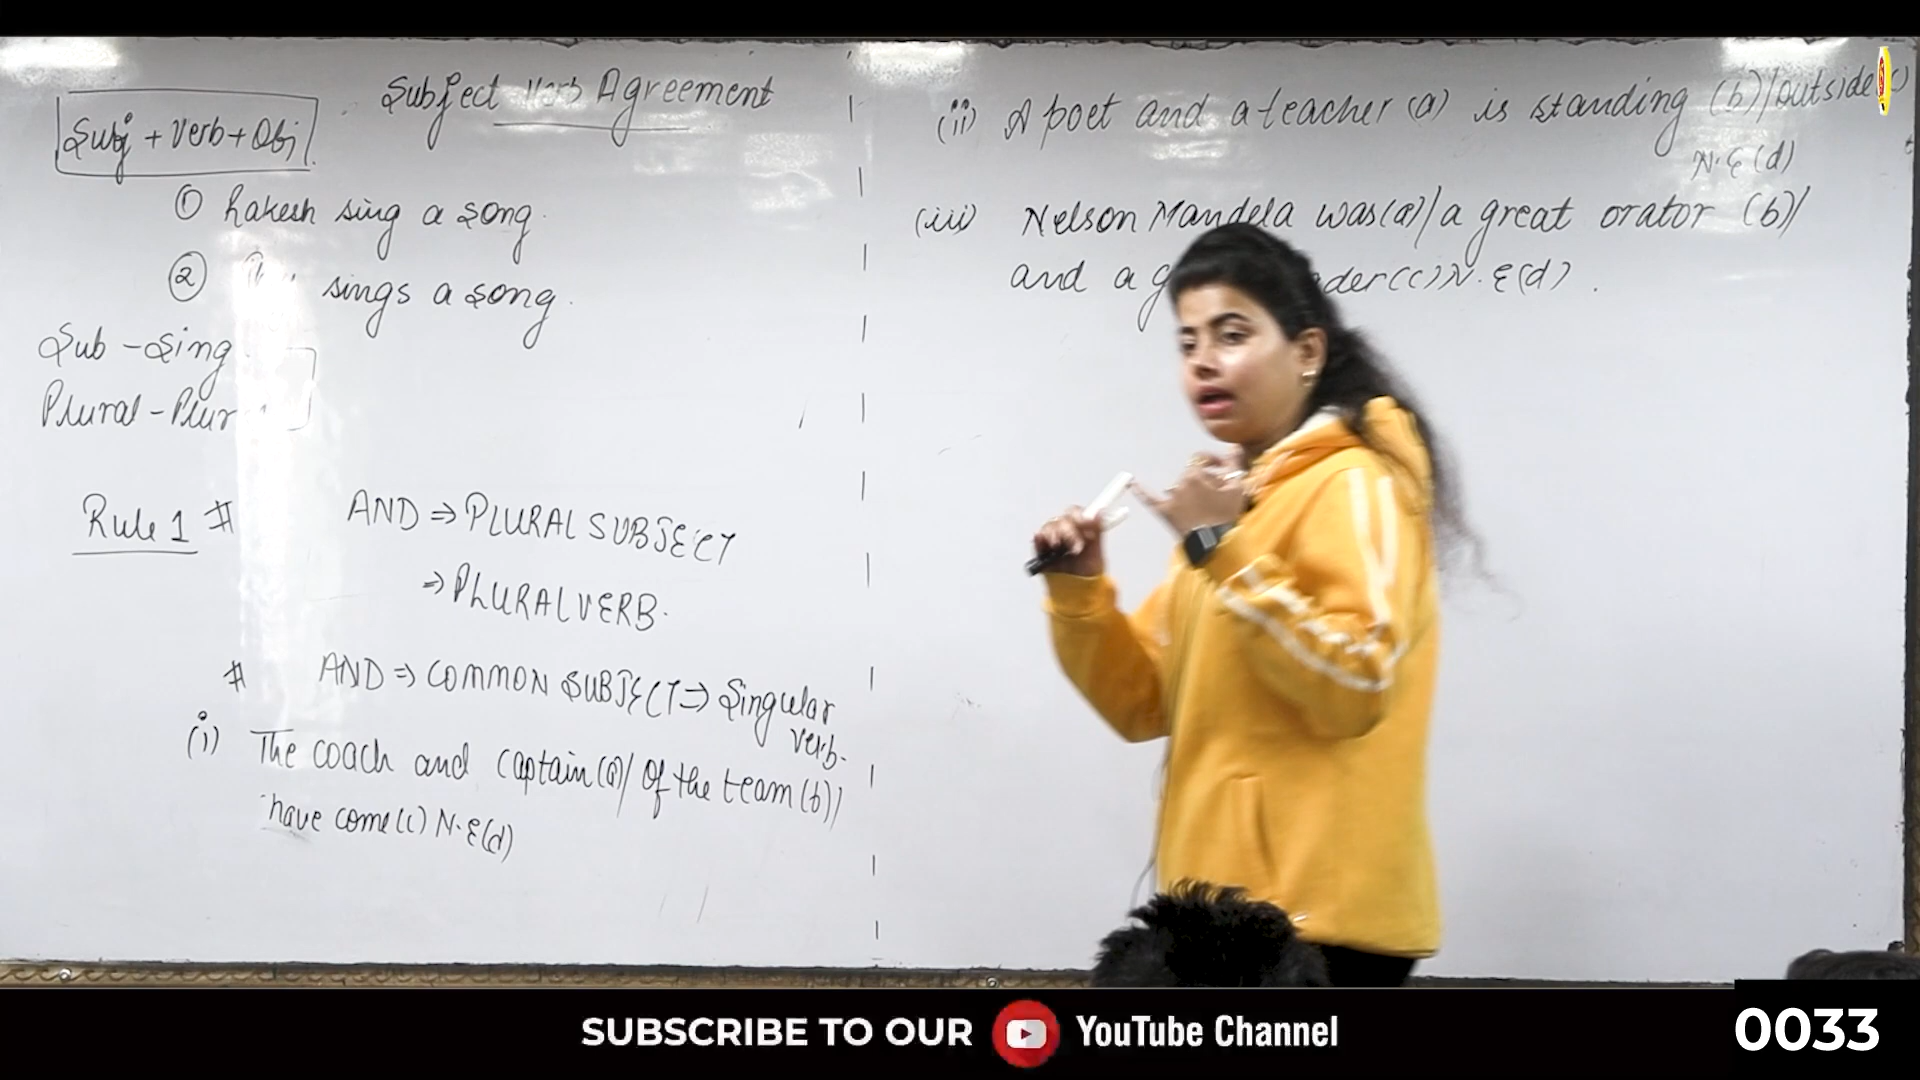 Subject Verb Agreement
Subj + Verb + Obj
① Rakesh sing a song.
② sings a song.
Sub - Sing
Plural - Plur
Rule 1 # AND ⇒ PLURAL SUBJECT
⇒ PLURAL VERB.
# AND ⇒ COMMON SUBJECT ⇒ Singular
verb.
(i) The coach and captain (a)/ of the team (b)/
have come (c) N.E (d)
(ii) A poet and a teacher (a) is standing (b)/outside (c)
N.E (d)
(iii) Nelson Mandela was (a)/a great orator (b)/
and a (c) N.E (d).
SUBSCRIBE TO OUR YouTube Channel
0033